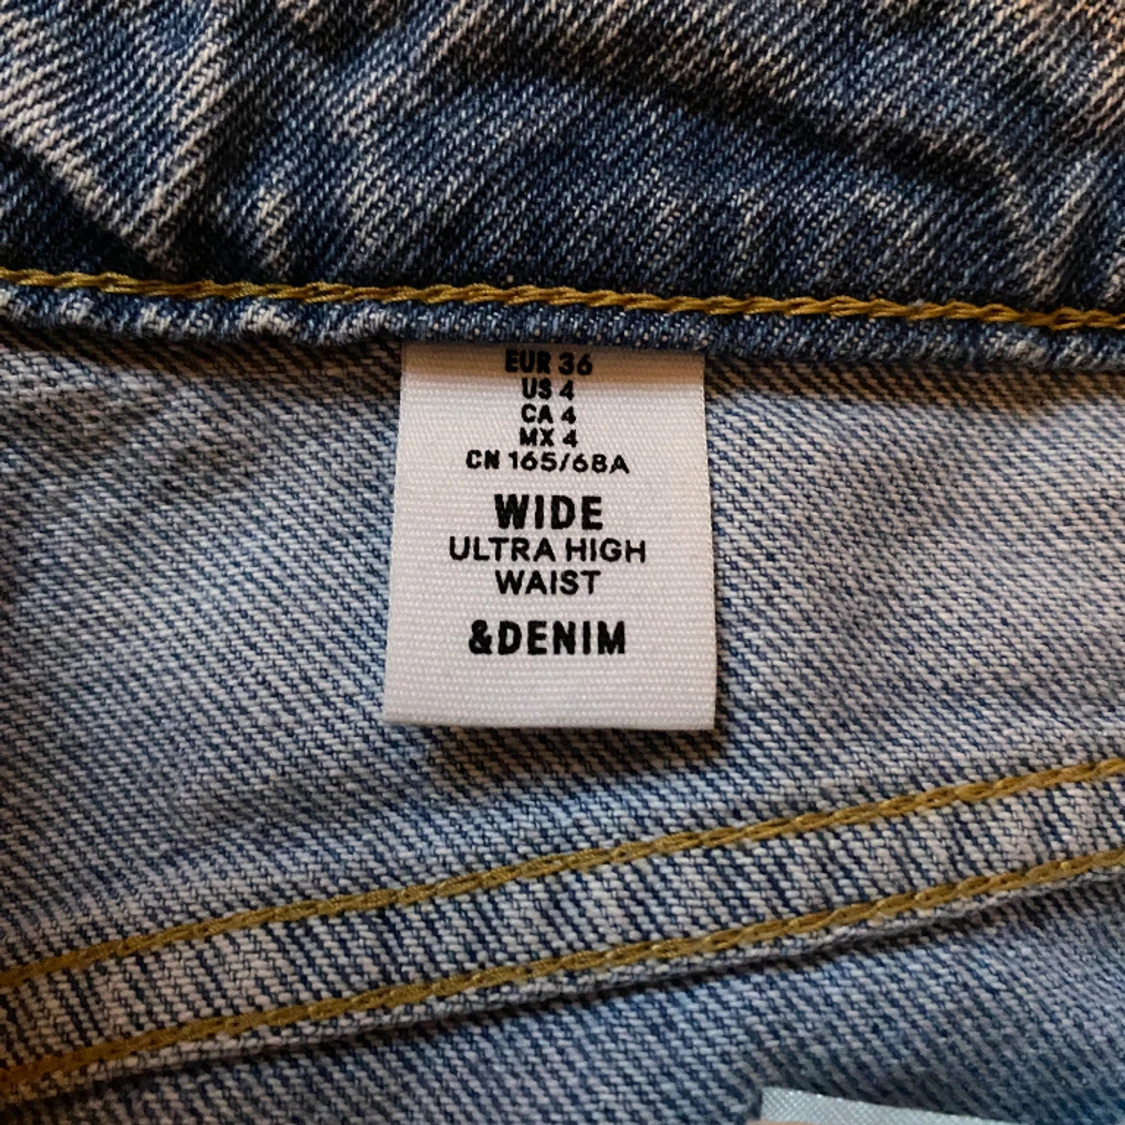 EUR 36
US 4
CA 4
MX 4
CN 165/68A
WIDE
ULTRA HIGH
WAIST
&DENIM